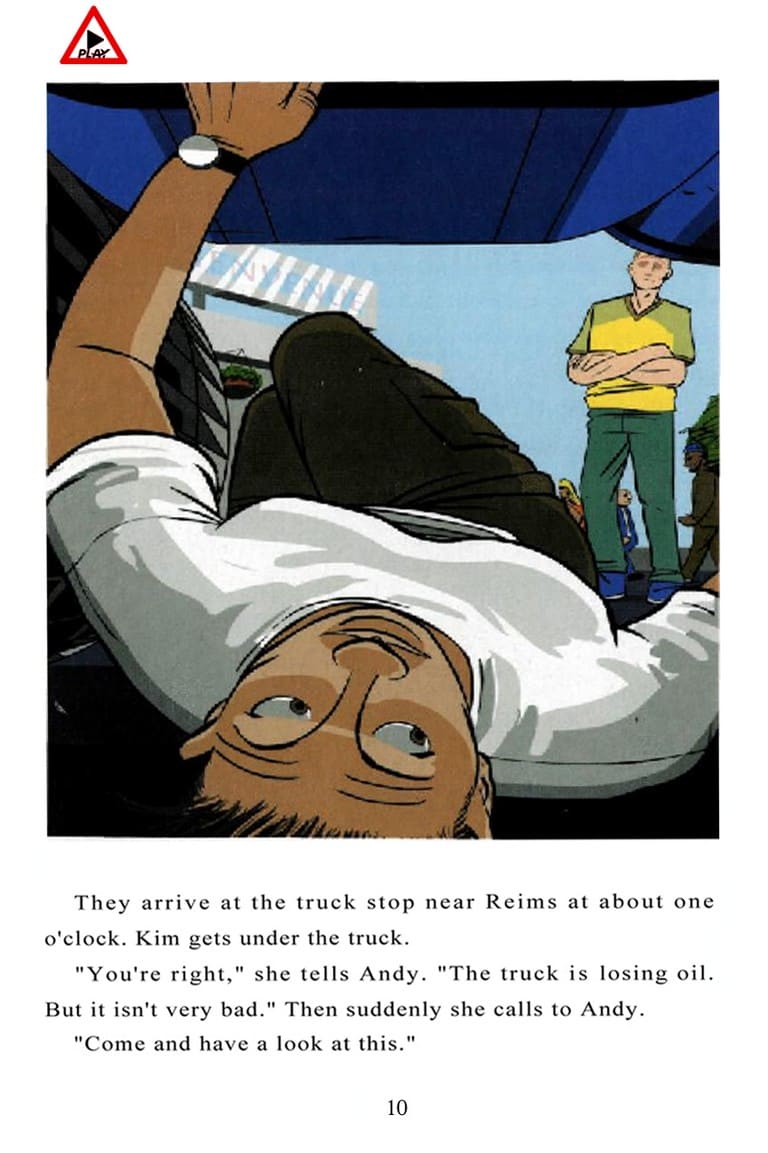 PLAY
They arrive at the truck stop near Reims at about one
o'clock. Kim gets under the truck.
"You're right," she tells Andy. "The truck is losing oil.
But it isn't very bad." Then suddenly she calls to Andy.
"Come and have a look at this."
10